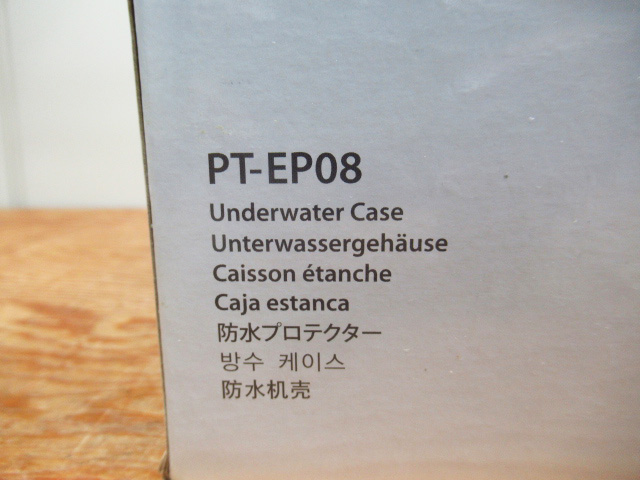 PT-EP08
Underwater Case
Unterwassergehäuse
Caisson étanche
Caja estanca
防水プロテクター
방수 케이스
防水机壳